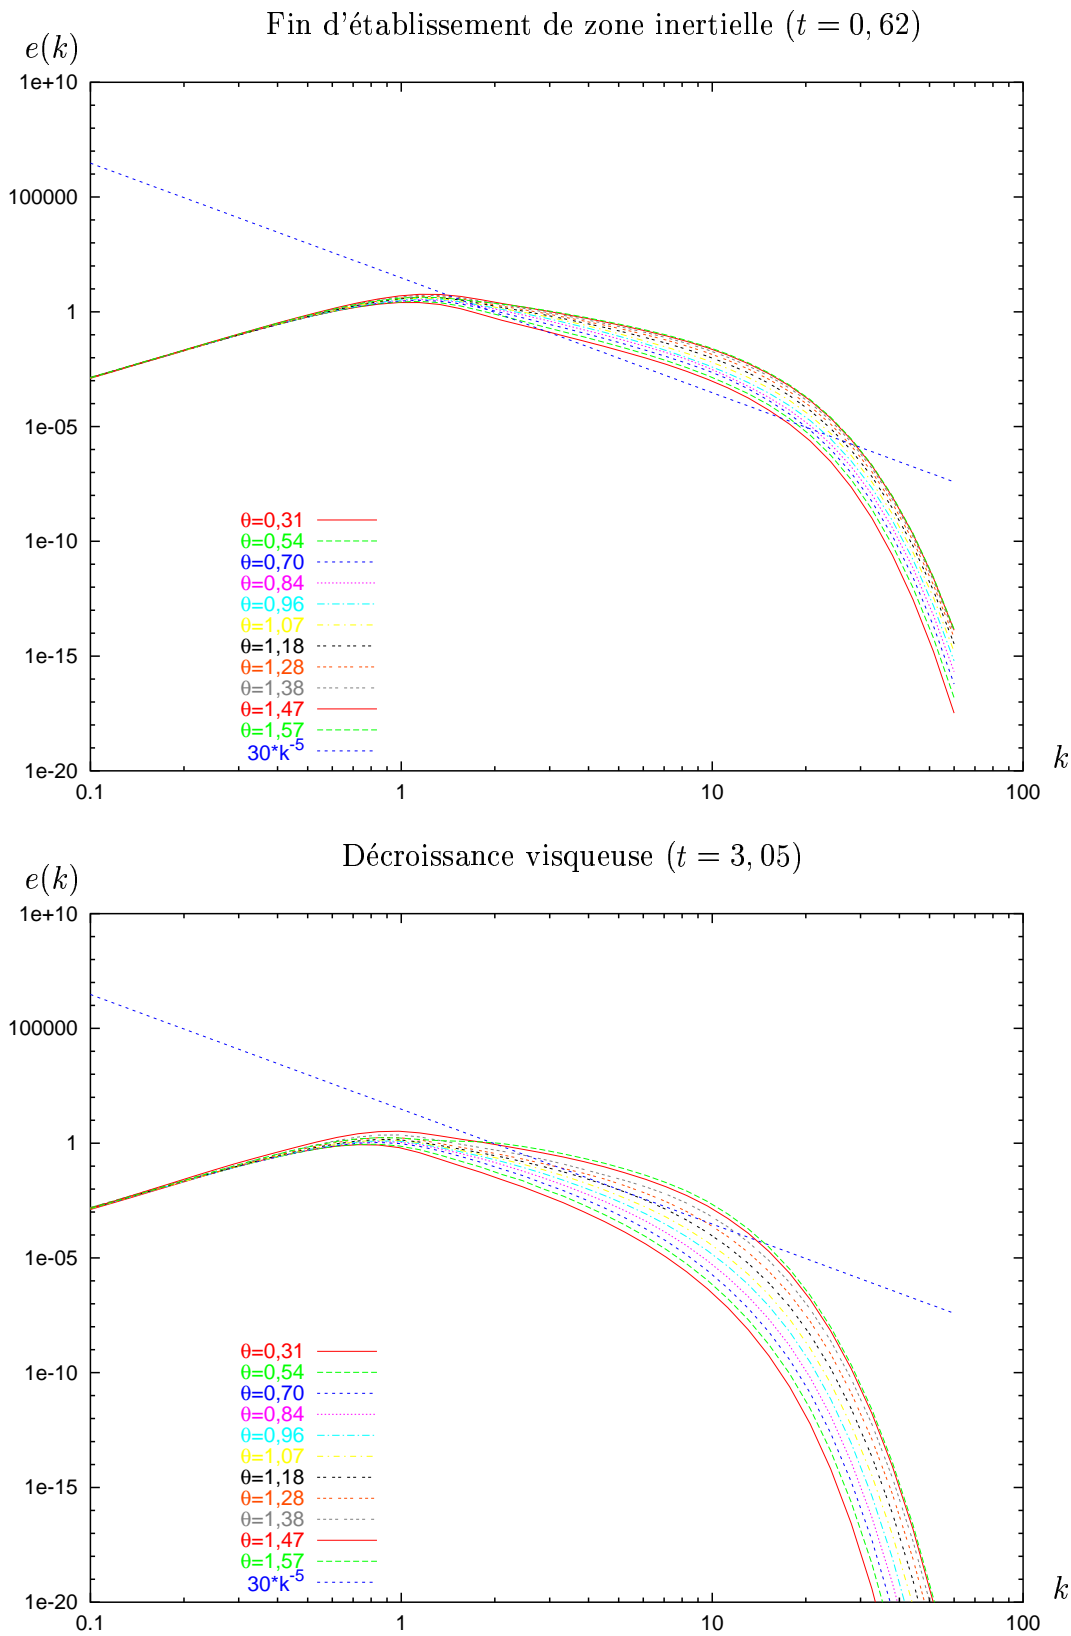 Fin d'établissement de zone inertielle (t = 0, 62)
e(k)
1e+10
100000
1
1e-05
1e-10
1e-15
1e-20
θ=0,31
θ=0,54
θ=0,70
θ=0,84
θ=0,96
θ=1,07
θ=1,18
θ=1,28
θ=1,38
θ=1,47
θ=1,57
30*k-5
k
0.1 1 10 100
Décroissance visqueuse (t = 3, 05)
e(k)
1e+10
100000
1
1e-05
1e-10
1e-15
1e-20
θ=0,31
θ=0,54
θ=0,70
θ=0,84
θ=0,96
θ=1,07
θ=1,18
θ=1,28
θ=1,38
θ=1,47
θ=1,57
30*k-5
k
0.1 1 10 100